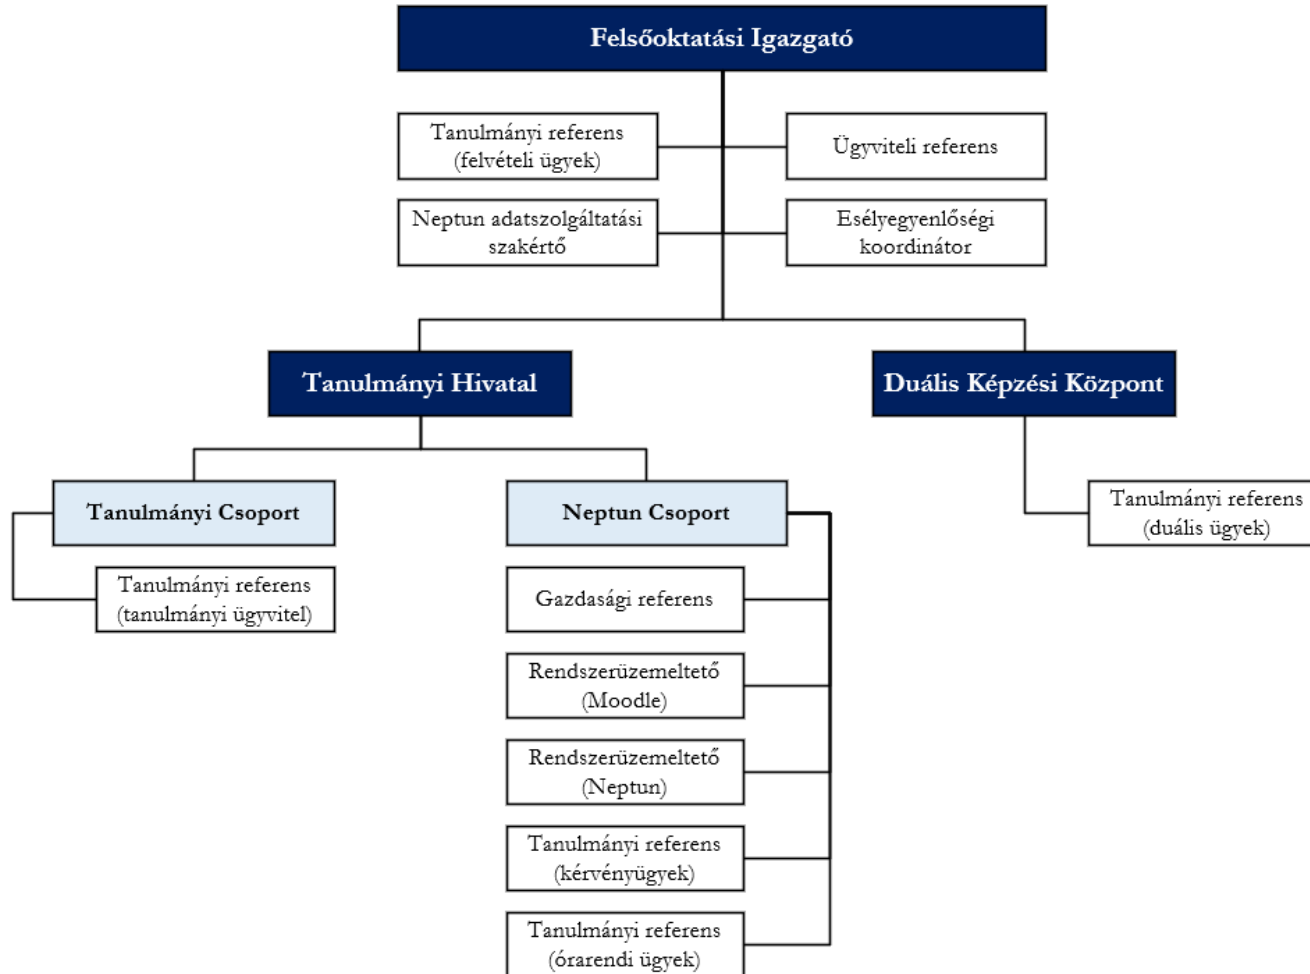 Felsőoktatási Igazgató
Tanulmányi referens
(felvételi ügyek)
Ügyviteli referens
Neptun adatszolgáltatási
szakértő
Esélyegyenlőségi
koordinátor
Tanulmányi Hivatal
Duális Képzési Központ
Tanulmányi Csoport
Neptun Csoport
Tanulmányi referens
(duális ügyek)
Tanulmányi referens
(tanulmányi ügyvitel)
Gazdasági referens
Rendszerüzemeltető
(Moodle)
Rendszerüzemeltető
(Neptun)
Tanulmányi referens
(kérvényügyek)
Tanulmányi referens
(órarendi ügyek)